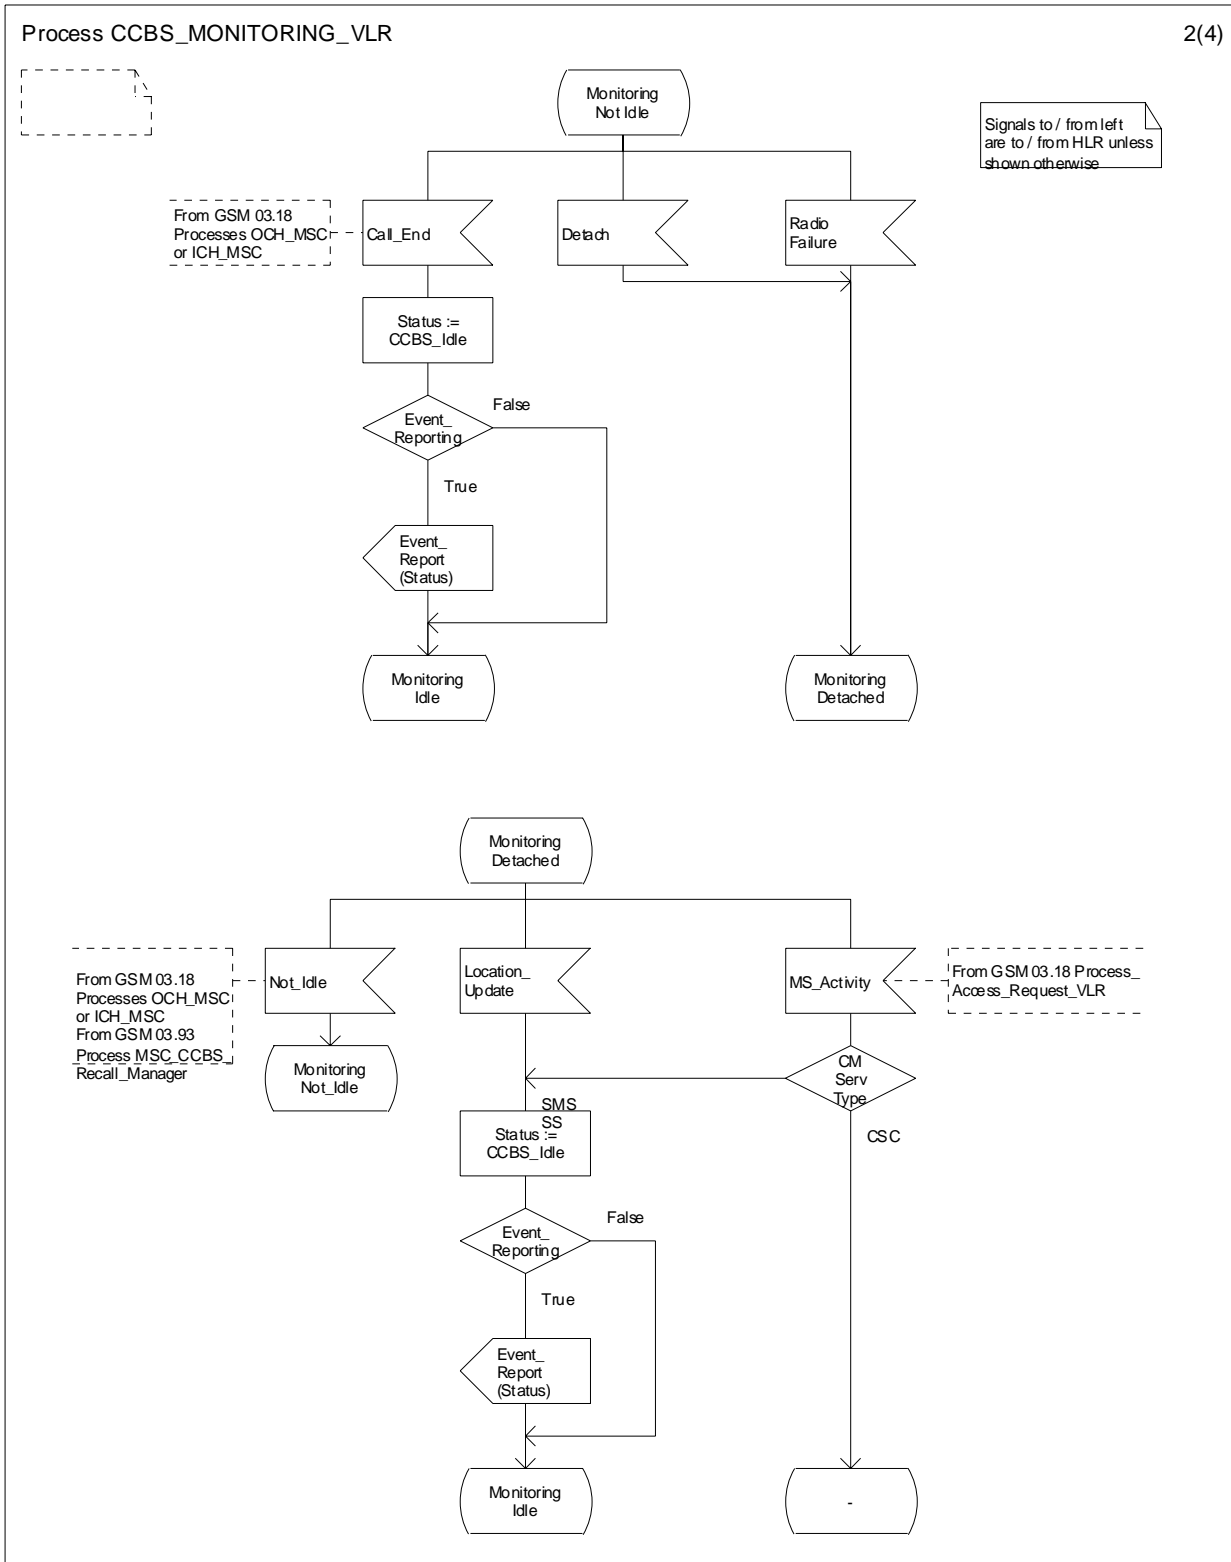 Process CCBS_MONITORING_VLR
2(4)
Monitoring
Not Idle
Signals to / from left
are to / from HLR unless
shown otherwise
From GSM 03.18
Processes OCH_MSC
or ICH_MSC
Call_End
Detach
Radio
Failure
Status :=
CCBS_Idle
Event_
Reporting
False
True
Event_
Report
(Status)
Monitoring
Idle
Monitoring
Detached
Monitoring
Detached
From GSM 03.18
Processes OCH_MSC
or ICH_MSC
From GSM 03.93
Process MSC_CCBS_
Recall_Manager
Not_Idle
Location_
Update
MS_Activity
From GSM 03.18 Process_
Access_Request_VLR
Monitoring
Not_Idle
CM
Serv
Type
SMS
SS
CSC
Status :=
CCBS_Idle
Event_
Reporting
False
True
Event_
Report
(Status)
Monitoring
Idle
-